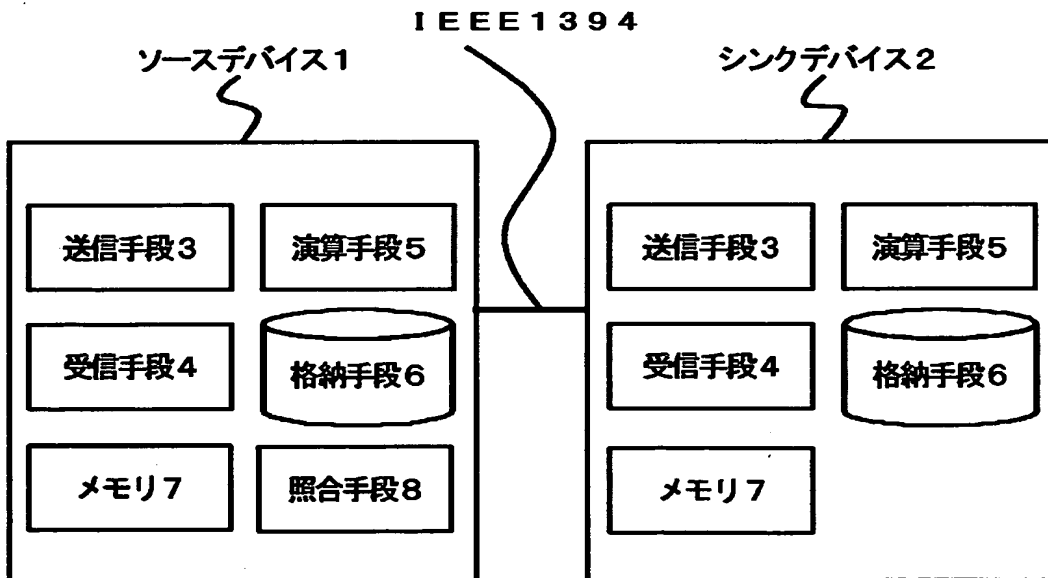 ＩＥＥＥ１３９４
ソースデバイス１
シンクデバイス２
送信手段３
演算手段５
受信手段４
格納手段６
メモリ７
照合手段８
送信手段３
演算手段５
受信手段４
格納手段６
メモリ７